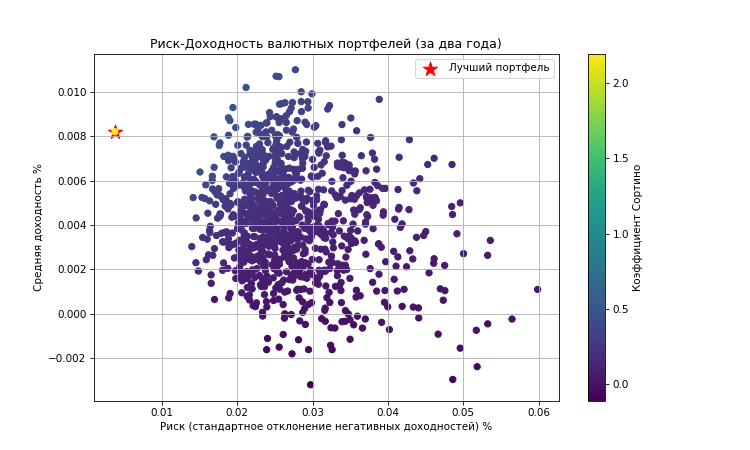 Риск-Доходность валютных портфелей (за два года)
Лучший портфель
0.010
0.008
0.006
0.004
0.002
0.000
−0.002
Средняя доходность %
0.01 0.02 0.03 0.04 0.05 0.06
Риск (стандартное отклонение негативных доходностей) %
2.0
1.5
1.0
0.5
0.0
Коэффициент Сортино